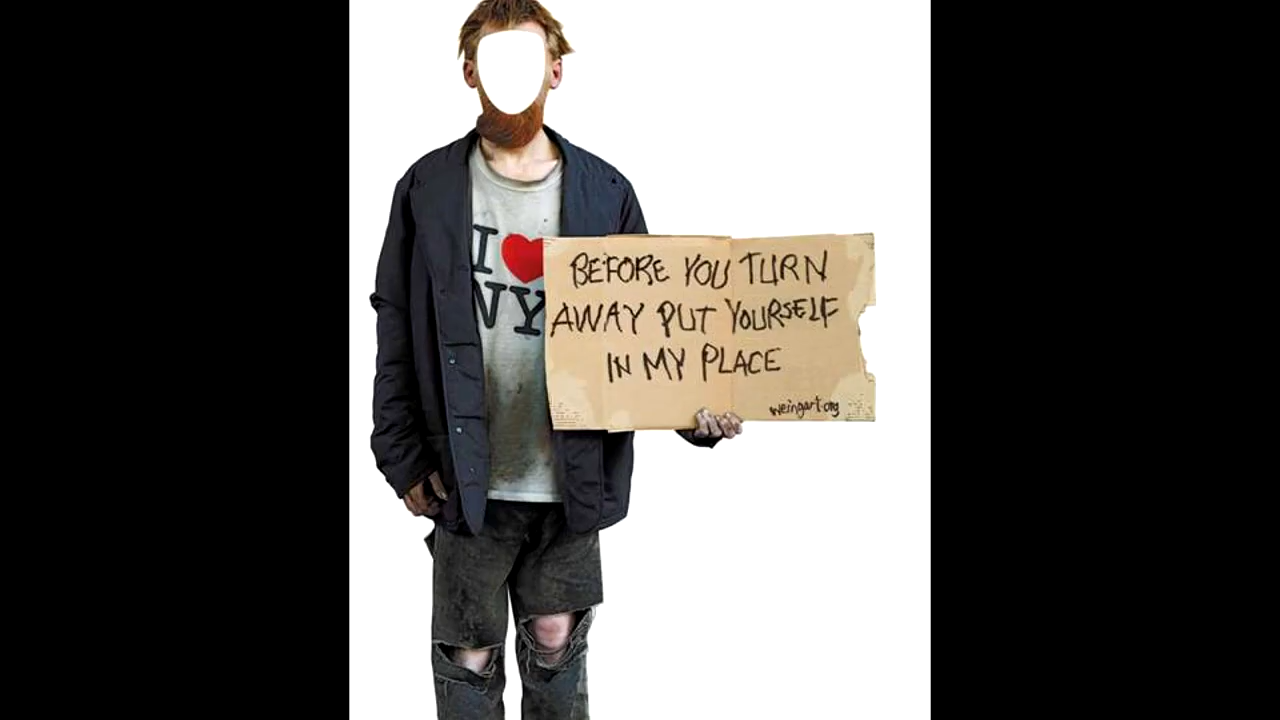 I ❤
NY
BEFORE YOU TURN
AWAY PUT YOURSELF
IN MY PLACE
weingart.org